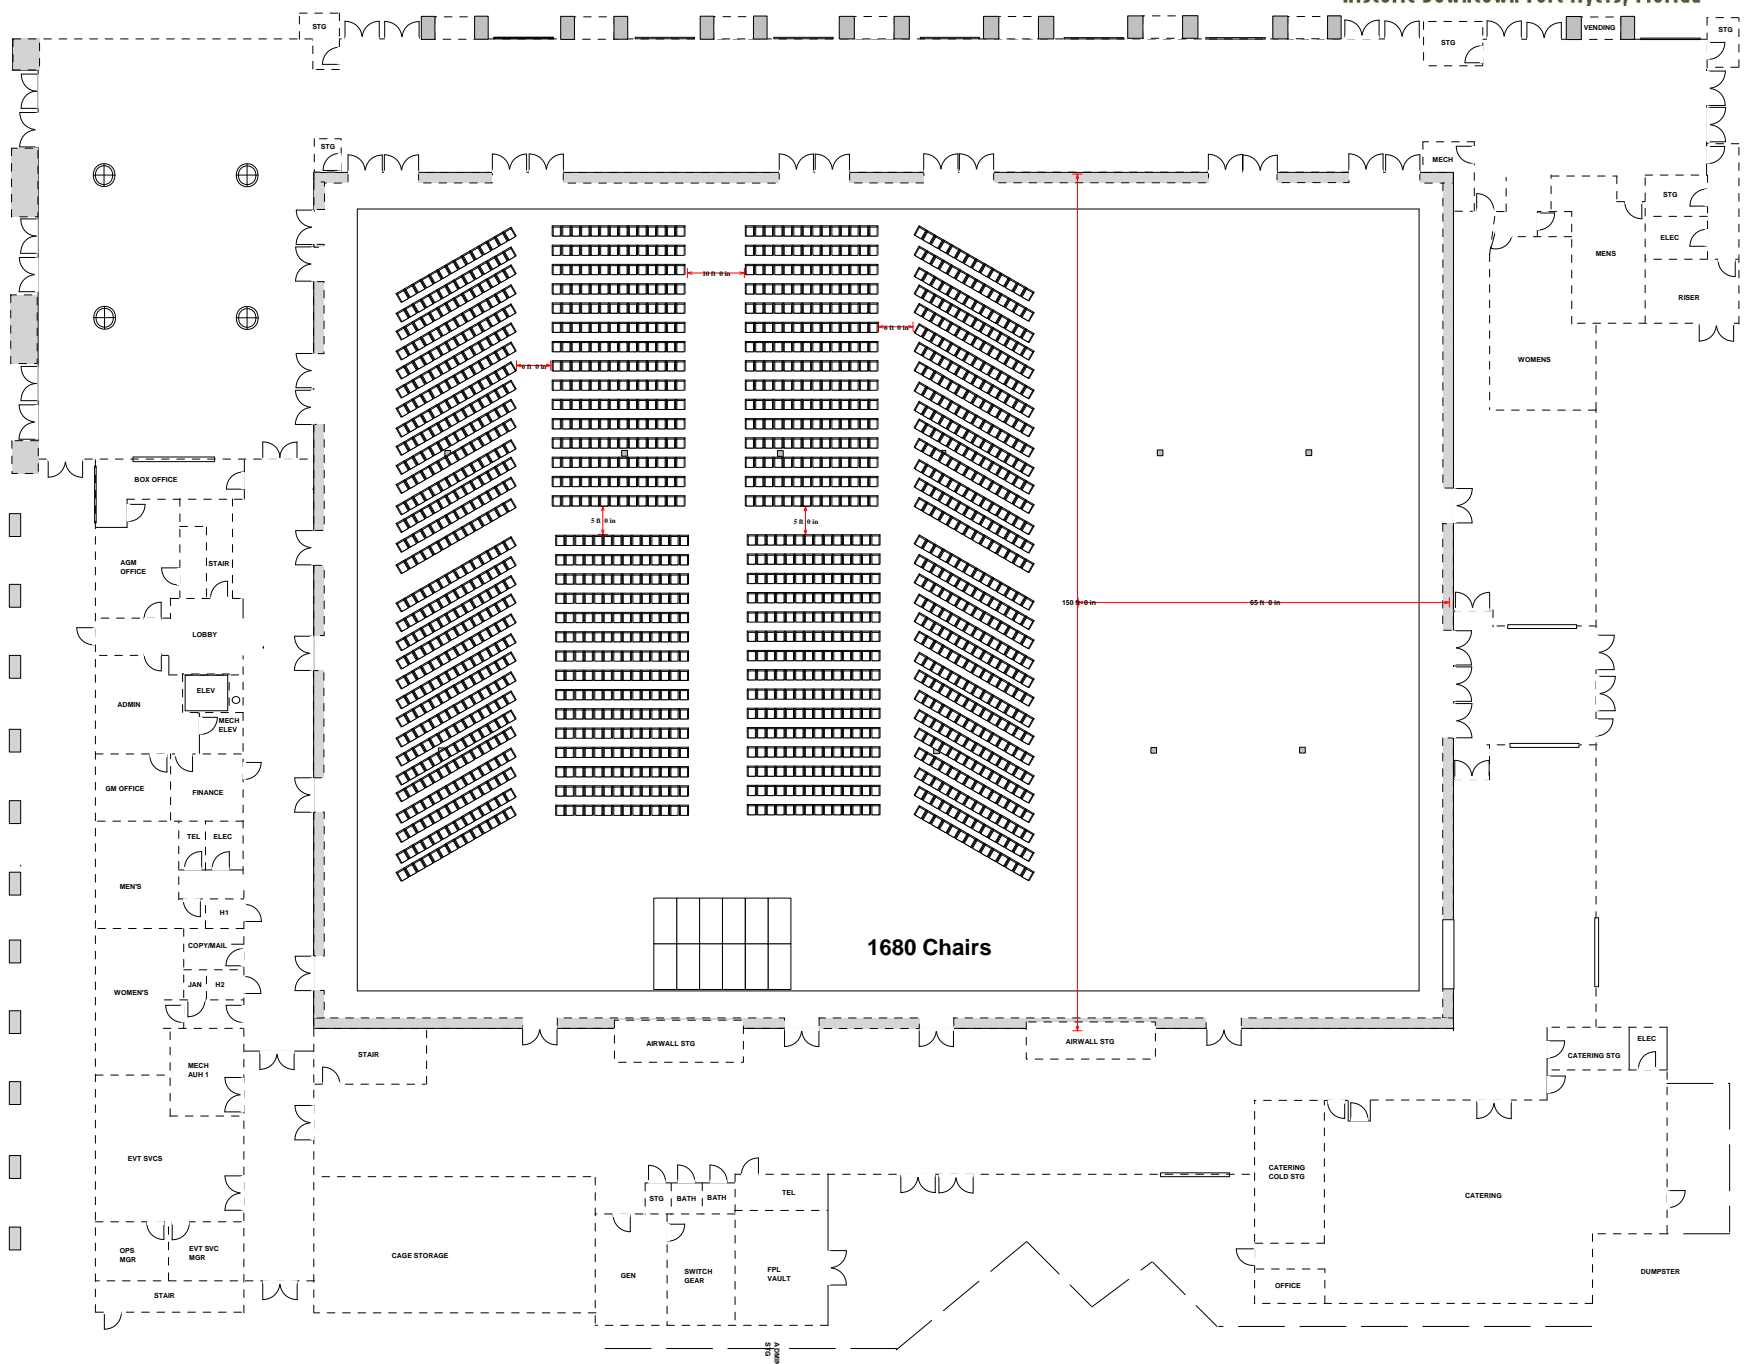 Historic Downtown Fort Myers, Florida
STG
VENDING
STG
STG
STG
MECH
STG
ELEC
MENS
RISER
WOMENS
10 ft 0 in
6 ft 0 in
6 ft 0 in
BOX OFFICE
5 ft 0 in
5 ft 0 in
AGM
OFFICE
STAIR
150 ft 0 in
65 ft 0 in
LOBBY
ELEV
ADMIN
MECH
ELEV
GM OFFICE
FINANCE
TEL
ELEC
MEN'S
H1
COPY/MAIL
1680 Chairs
JAN
H2
WOMEN'S
STAIR
AIRWALL STG
AIRWALL STG
ELEC
CATERING STG
MECH
AUH 1
EVT SVCS
CATERING
COLD STG
CATERING
STG
BATH
BATH
TEL
OPS
MGR
EVT SVC
MGR
CAGE STORAGE
GEN
SWITCH
GEAR
FPL
VAULT
DUMPSTER
OFFICE
STAIR
ADMIN
STG